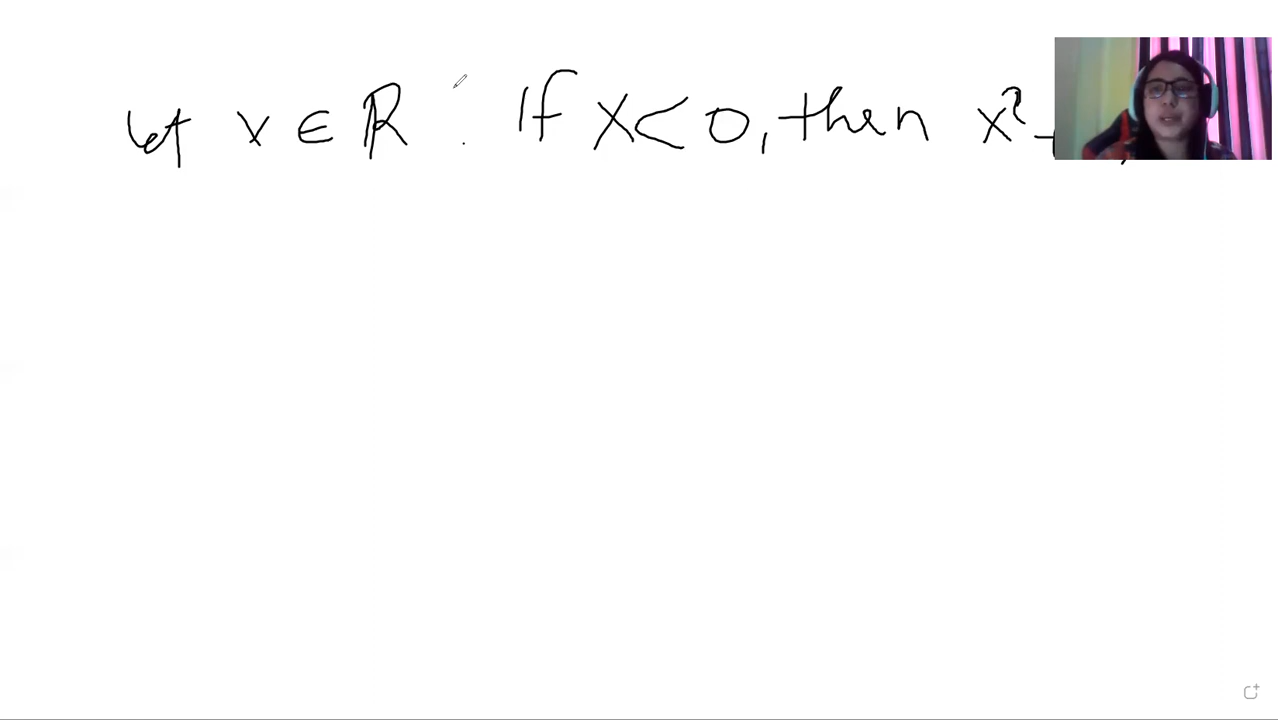 let x ∈ ℝ. If x < 0, then x²